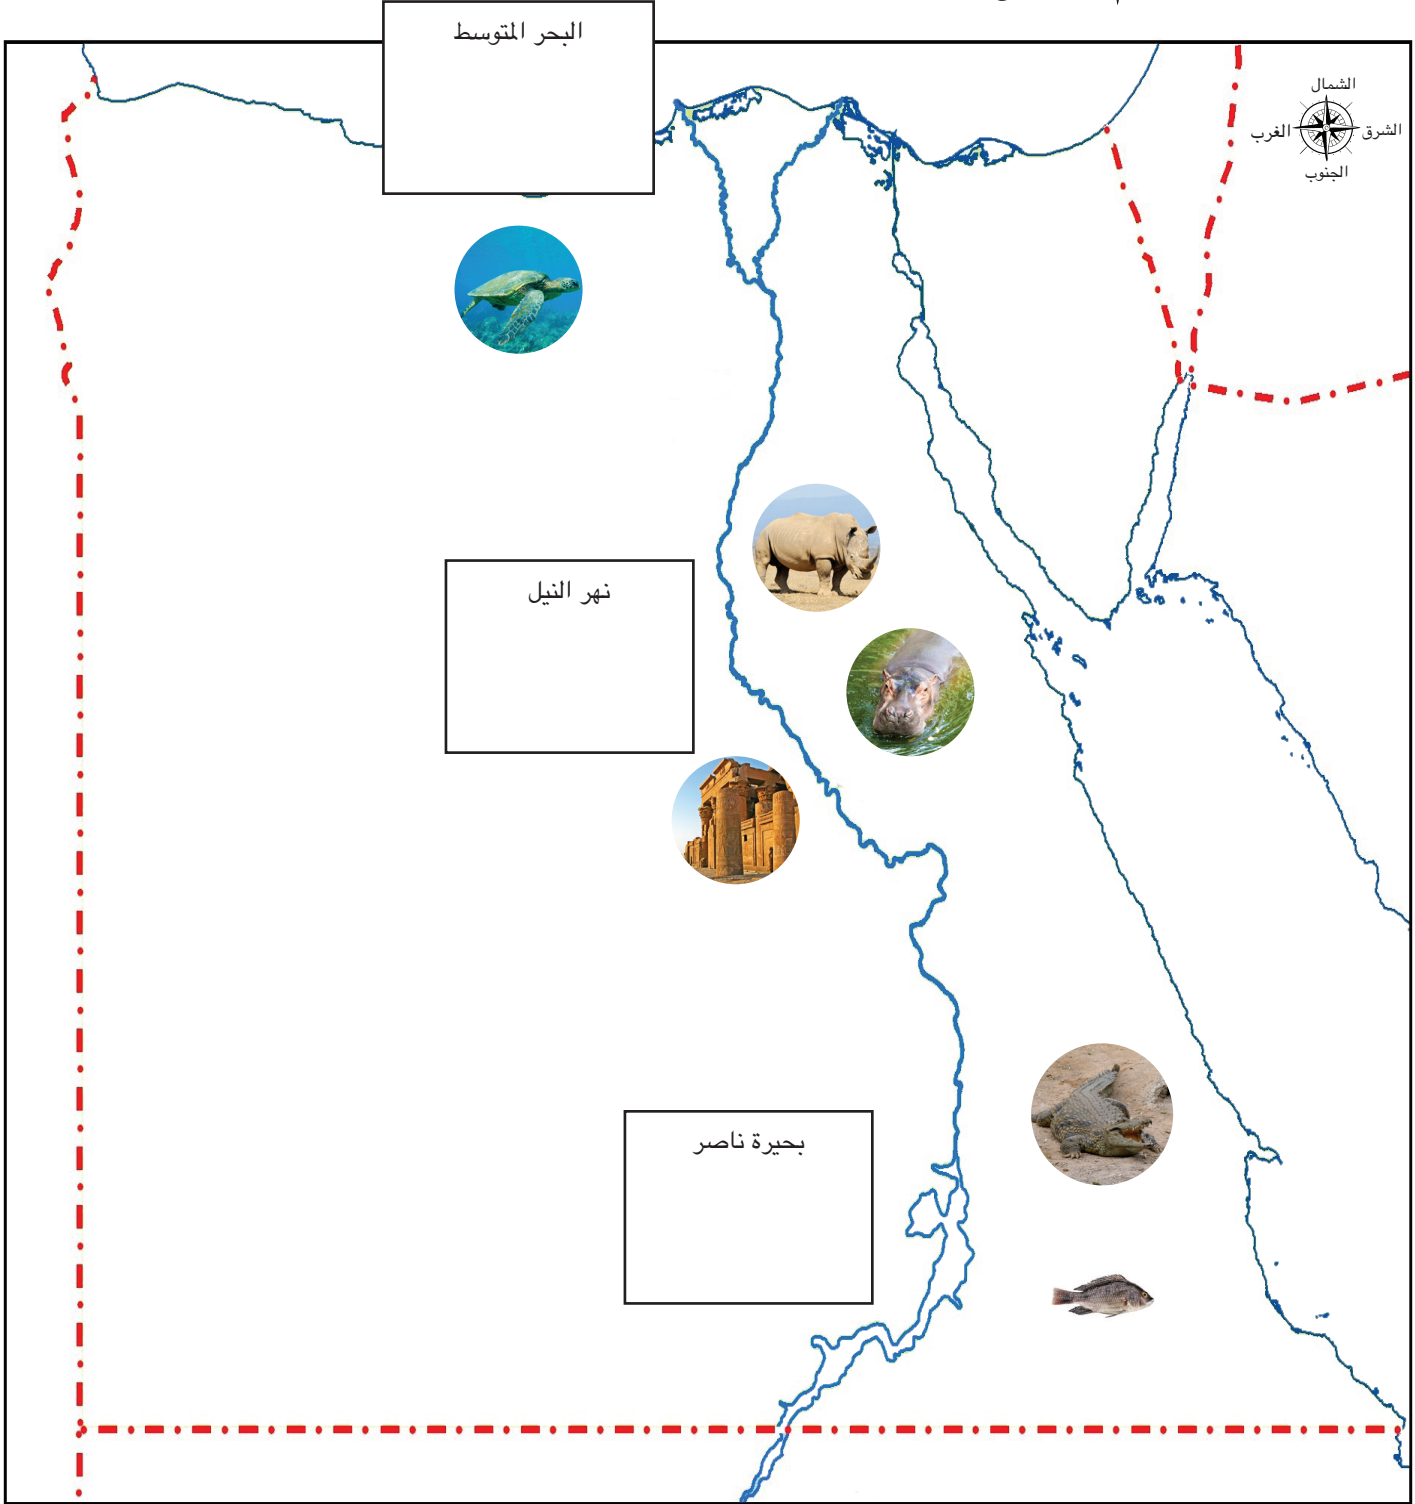 البحر المتوسط
الشمال
الشرق
الغرب
الجنوب
نهر النيل
بحيرة ناصر